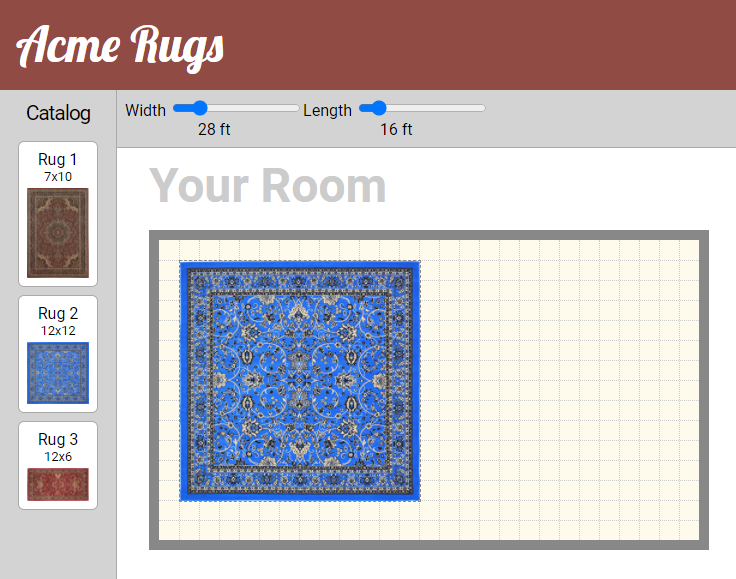 Acme Rugs
Catalog
Width
28 ft
Length
16 ft
Rug 1
7x10
Rug 2
12x12
Rug 3
12x6
Your Room